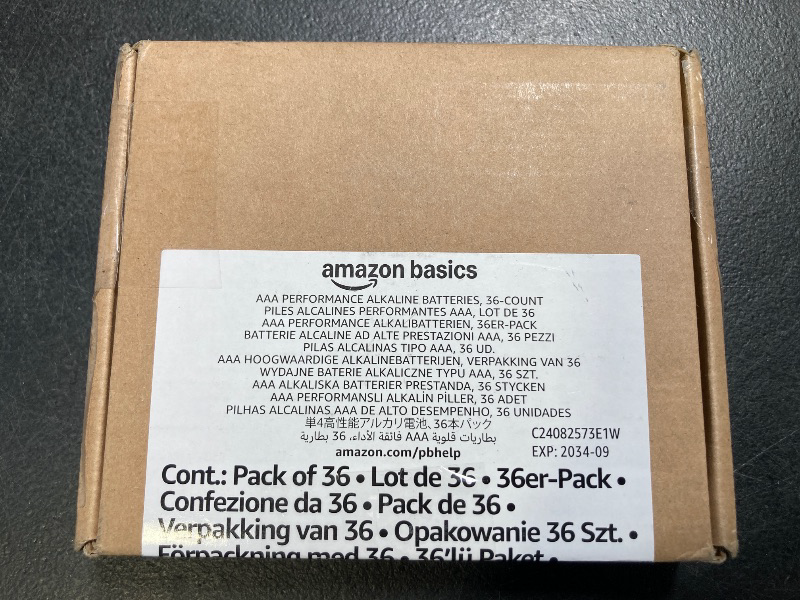 amazon basics
AAA PERFORMANCE ALKALINE BATTERIES, 36-COUNT
PILES ALCALINES PERFORMANTES AAA, LOT DE 36
AAA PERFORMANCE ALKALIBATTERIEN, 36ER-PACK
BATTERIE ALCALINE AD ALTE PRESTAZIONI AAA, 36 PEZZI
PILAS ALCALINAS TIPO AAA, 36 UD.
AAA HOOGWAARDIGE ALKALINEBATTERIJEN, VERPAKKING VAN 36
WYDAJNE BATERIE ALKALICZNE TYPU AAA, 36 SZT.
AAA ALKALISKA BATTERIER PRESTANDA, 36 STYCKEN
AAA PERFORMANSLI ALKALİN PİLLER, 36 ADET
PILHAS ALCALINAS AAA DE ALTO DESEMPENHO, 36 UNIDADES
単4高性能アルカリ電池、36本パック
بطاريات قلوية AAA فائقة الأداء، 36 بطارية
C24082573E1W
amazon.com/pbhelp
EXP: 2034-09
Cont.: Pack of 36 • Lot de 36 • 36er-Pack •
Confezione da 36 • Pack de 36 •
Verpakking van 36 • Opakowanie 36 Szt. •
Förpackning med 36 • 36’lü Paket •